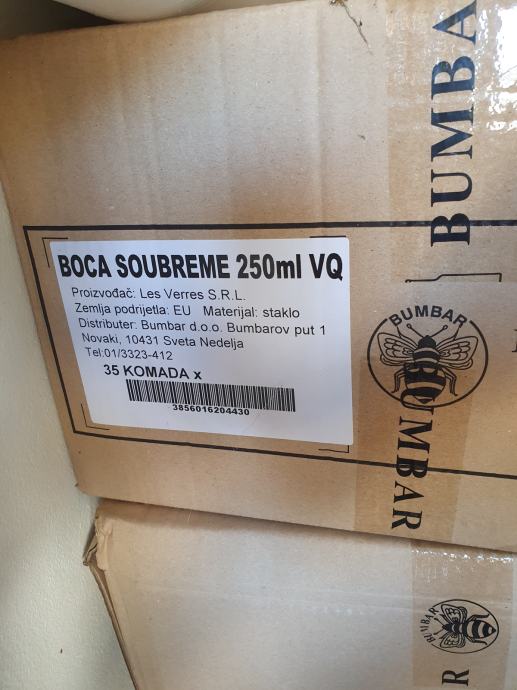 BOCA SOUBREME 250ml VQ
Proizvođač: Les Verres S.R.L.
Zemlja podrijetla: EU Materijal: staklo
Distributer: Bumbar d.o.o. Bumbarov put 1
Novaki, 10431 Sveta Nedelja
Tel:01/3323-412
35 KOMADA x
3856016204430
BUMBA
BUMBAR
BUMBAR
BUMBAR
R